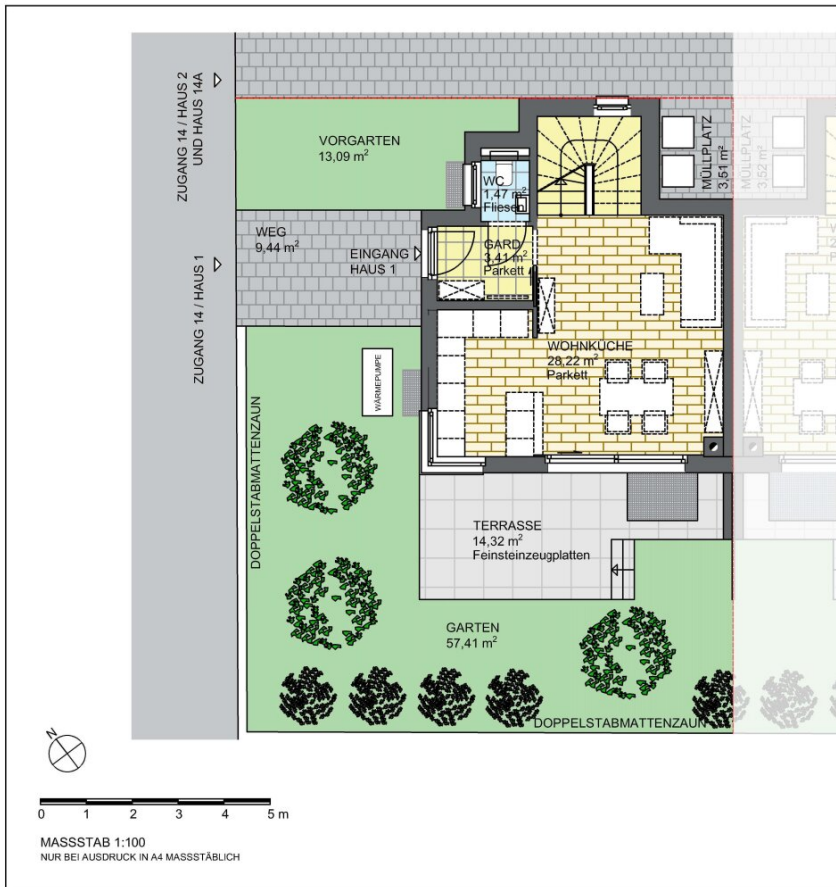 ZUGANG 14 / HAUS 2
UND HAUS 14A
VORGARTEN
13,09 m²
WC
1,47 m²
Fliesen
MÜLLPLATZ
3,51 m²
MÜLLPLATZ
3,52 m²
WEG
9,44 m²
EINGANG
HAUS 1
GARD
3,41 m²
Parkett
ZUGANG 14 / HAUS 1
WOHNKÜCHE
28,22 m²
Parkett
WÄRMEPUMPE
DOPPELSTABMATTENZAUN
TERRASSE
14,32 m²
Feinsteinzeugplatten
GARTEN
57,41 m²
DOPPELSTABMATTENZAUN
N
0 1 2 3 4 5 m
MASSSTAB 1:100
NUR BEI AUSDRUCK IN A4 MASSSTÄBLICH